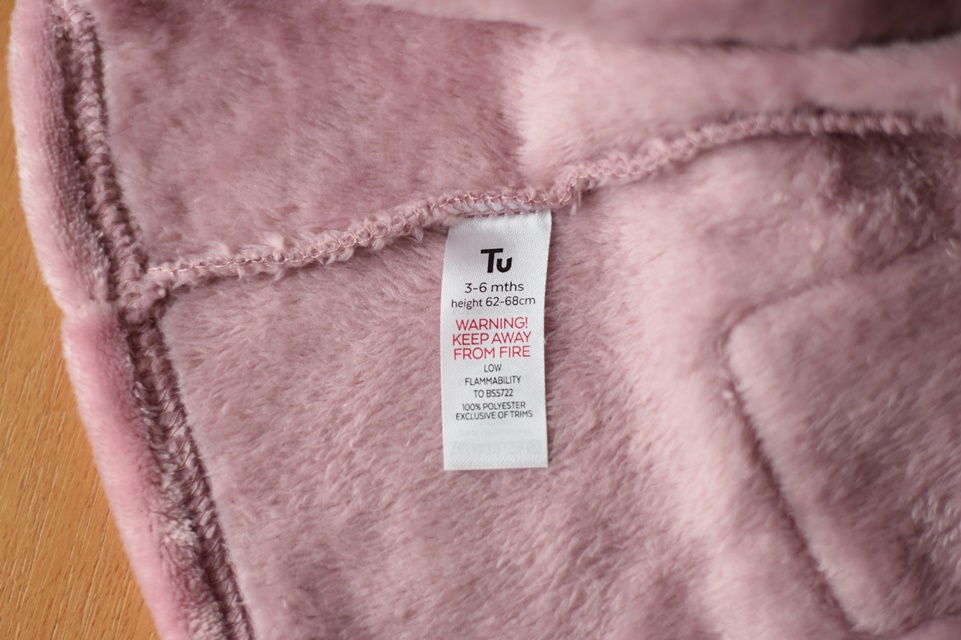 Tu
3-6 mths
height 62-68cm
WARNING!
KEEP AWAY
FROM FIRE
LOW
FLAMMABILITY
TO BS5722
100% POLYESTER
EXCLUSIVE OF TRIMS